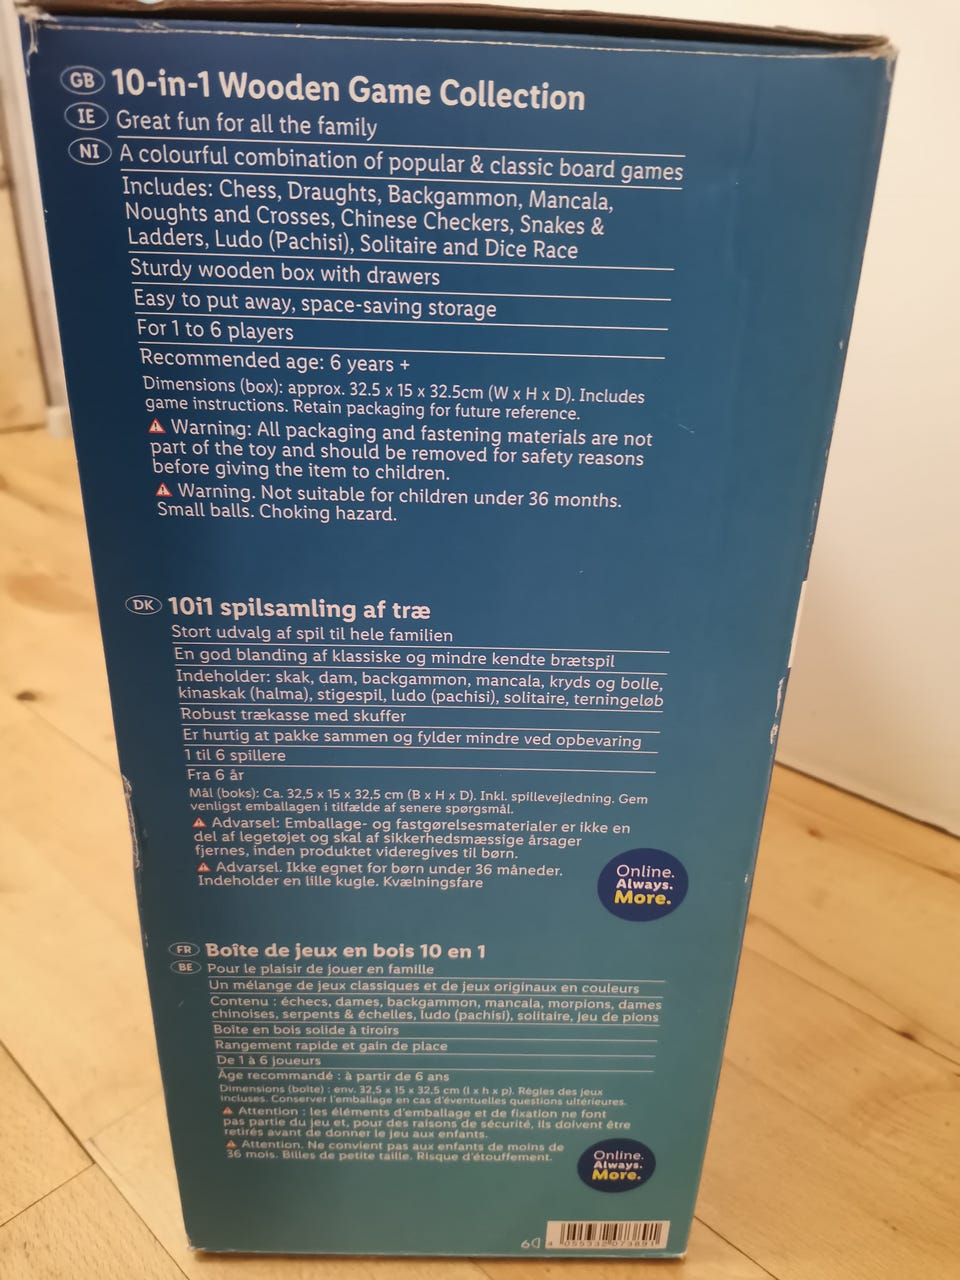 GB 10-in-1 Wooden Game Collection
IE Great fun for all the family
NI A colourful combination of popular & classic board games
Includes: Chess, Draughts, Backgammon, Mancala,
Noughts and Crosses, Chinese Checkers, Snakes &
Ladders, Ludo (Pachisi), Solitaire and Dice Race
Sturdy wooden box with drawers
Easy to put away, space-saving storage
For 1 to 6 players
Recommended age: 6 years +
Dimensions (box): approx. 32.5 x 15 x 32.5cm (W x H x D). Includes
game instructions. Retain packaging for future reference.
Warning: All packaging and fastening materials are not
part of the toy and should be removed for safety reasons
before giving the item to children.
Warning. Not suitable for children under 36 months.
Small balls. Choking hazard.
DK 10i1 spilsamling af træ
Stort udvalg af spil til hele familien
En god blanding af klassiske og mindre kendte brætspil
Indeholder: skak, dam, backgammon, mancala, kryds og bolle,
kinaskak (halma), stigespil, ludo (pachisi), solitaire, terningeløb
Robust trækasse med skuffer
Er hurtig at pakke sammen og fylder mindre ved opbevaring
1 til 6 spillere
Fra 6 år
Mål (boks): Ca. 32,5 x 15 x 32,5 cm (B x H x D). Inkl. spillevejledning. Gem
venligst emballagen i tilfælde af senere spørgsmål.
Advarsel: Emballage- og fastgørelsesmaterialer er ikke en
del af legetøjet og skal af sikkerhedsmæssige årsager
fjernes, inden produktet videregives til børn.
Advarsel. Ikke egnet for børn under 36 måneder.
Indeholder en lille kugle. Kvælningsfare
Online.
Always.
More.
FR Boîte de jeux en bois 10 en 1
BE Pour le plaisir de jouer en famille
Un mélange de jeux classiques et de jeux originaux en couleurs
Contenu : échecs, dames, backgammon, mancala, morpions, dames
chinoises, serpents & échelles, ludo (pachisi), solitaire, jeu de pions
Boîte en bois solide à tiroirs
Rangement rapide et gain de place
De 1 à 6 joueurs
Âge recommandé : à partir de 6 ans
Dimensions (boîte) : env. 32,5 x 15 x 32,5 cm (l x h x p). Règles des jeux
incluses. Conserver l'emballage en cas d'éventuelles questions ultérieures.
Attention : les éléments d'emballage et de fixation ne font
pas partie du jeu et, pour des raisons de sécurité, ils doivent être
retirés avant de donner le jeu aux enfants.
Attention. Ne convient pas aux enfants de moins de
36 mois. Billes de petite taille. Risque d'étouffement.
Online.
Always.
More.
4 055332 073891